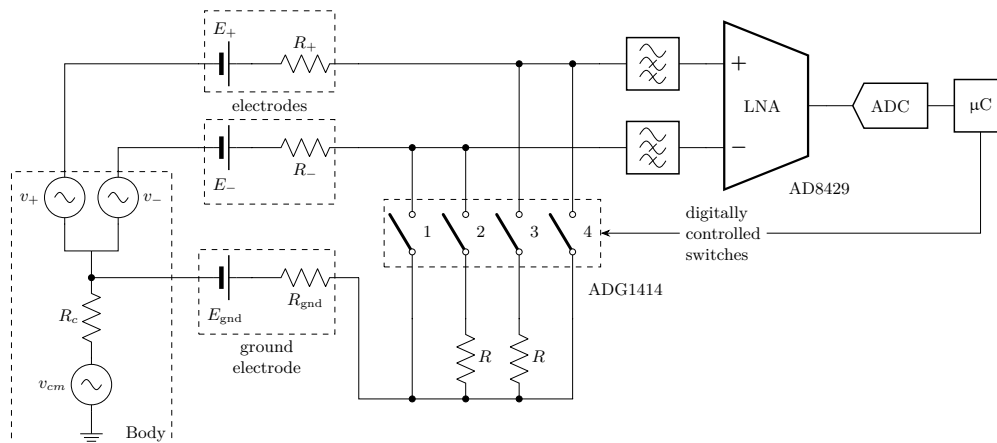 E+
R+
electrodes
LNA
+
−
ADC
μC
AD8429
E−
R−
v+
v−
1
2
3
4
digitally
controlled
switches
ADG1414
Rc
Egnd
Rgnd
ground
electrode
R
R
vcm
Body